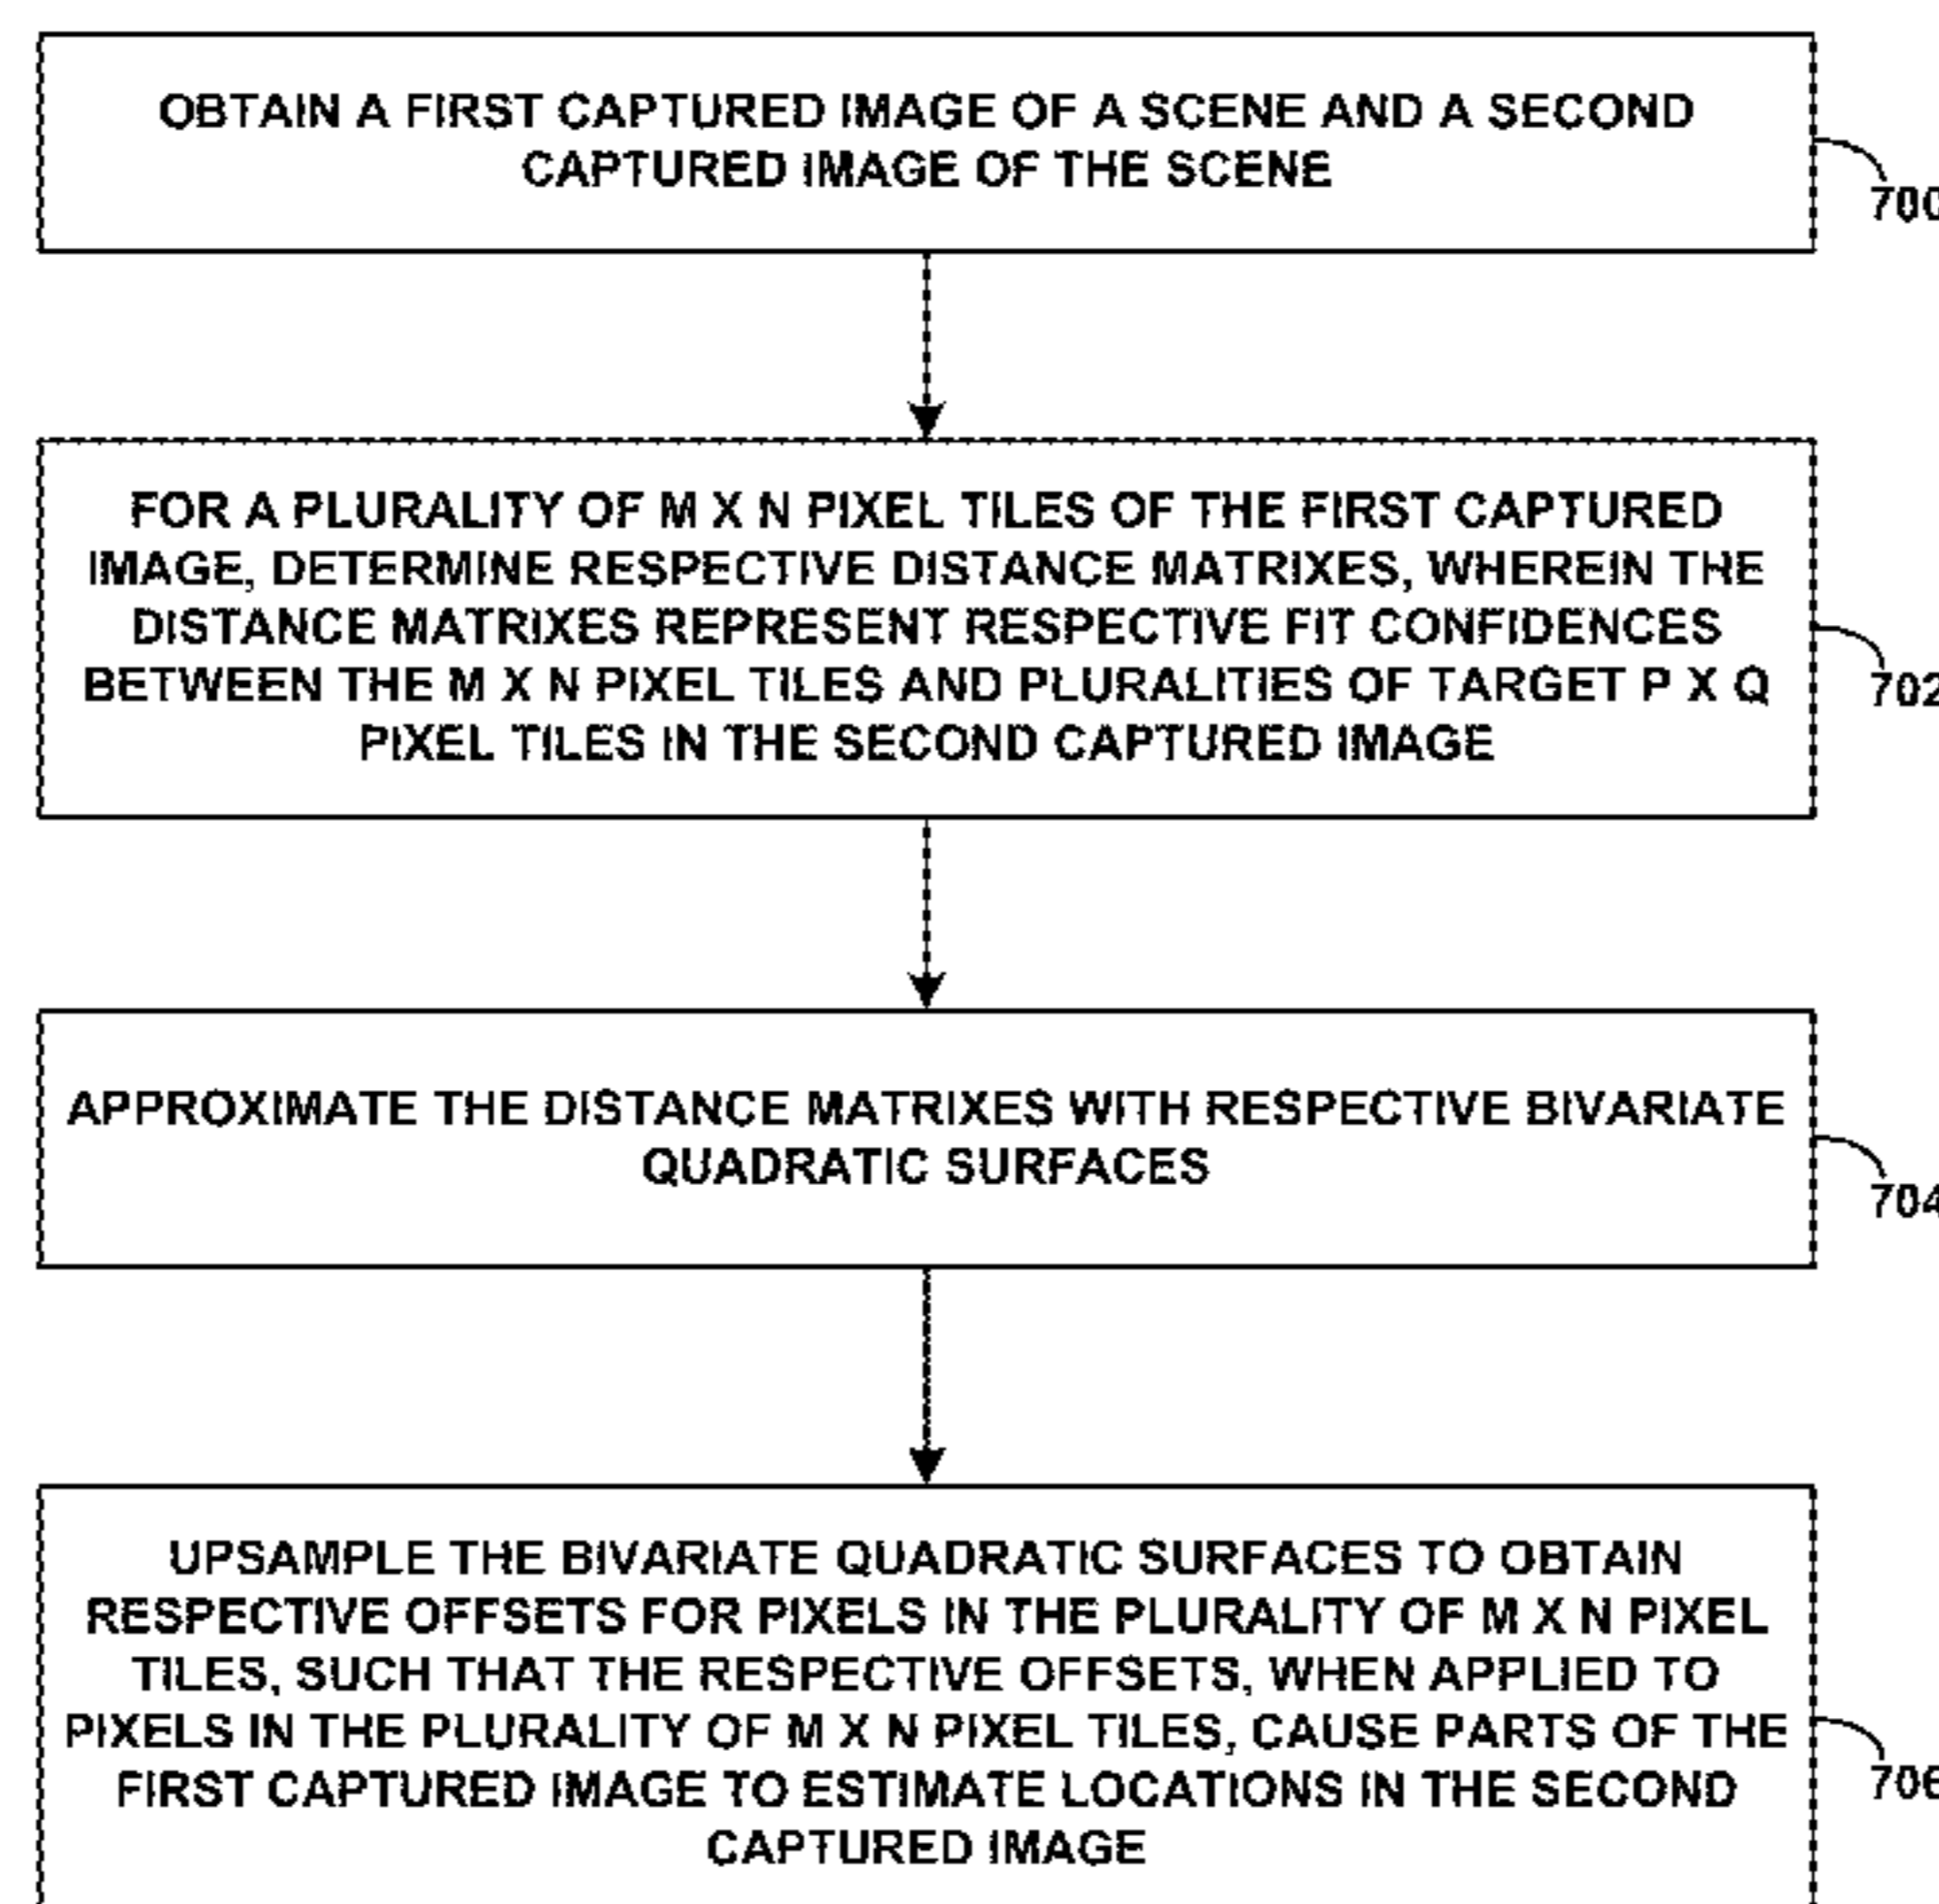 OBTAIN A FIRST CAPTURED IMAGE OF A SCENE AND A SECOND
CAPTURED IMAGE OF THE SCENE
700
FOR A PLURALITY OF M X N PIXEL TILES OF THE FIRST CAPTURED
IMAGE, DETERMINE RESPECTIVE DISTANCE MATRIXES, WHEREIN THE
DISTANCE MATRIXES REPRESENT RESPECTIVE FIT CONFIDENCES
BETWEEN THE M X N PIXEL TILES AND PLURALITIES OF TARGET P X Q
PIXEL TILES IN THE SECOND CAPTURED IMAGE
702
APPROXIMATE THE DISTANCE MATRIXES WITH RESPECTIVE BIVARIATE
QUADRATIC SURFACES
704
UPSAMPLE THE BIVARIATE QUADRATIC SURFACES TO OBTAIN
RESPECTIVE OFFSETS FOR PIXELS IN THE PLURALITY OF M X N PIXEL
TILES, SUCH THAT THE RESPECTIVE OFFSETS, WHEN APPLIED TO
PIXELS IN THE PLURALITY OF M X N PIXEL TILES, CAUSE PARTS OF THE
FIRST CAPTURED IMAGE TO ESTIMATE LOCATIONS IN THE SECOND
CAPTURED IMAGE
706